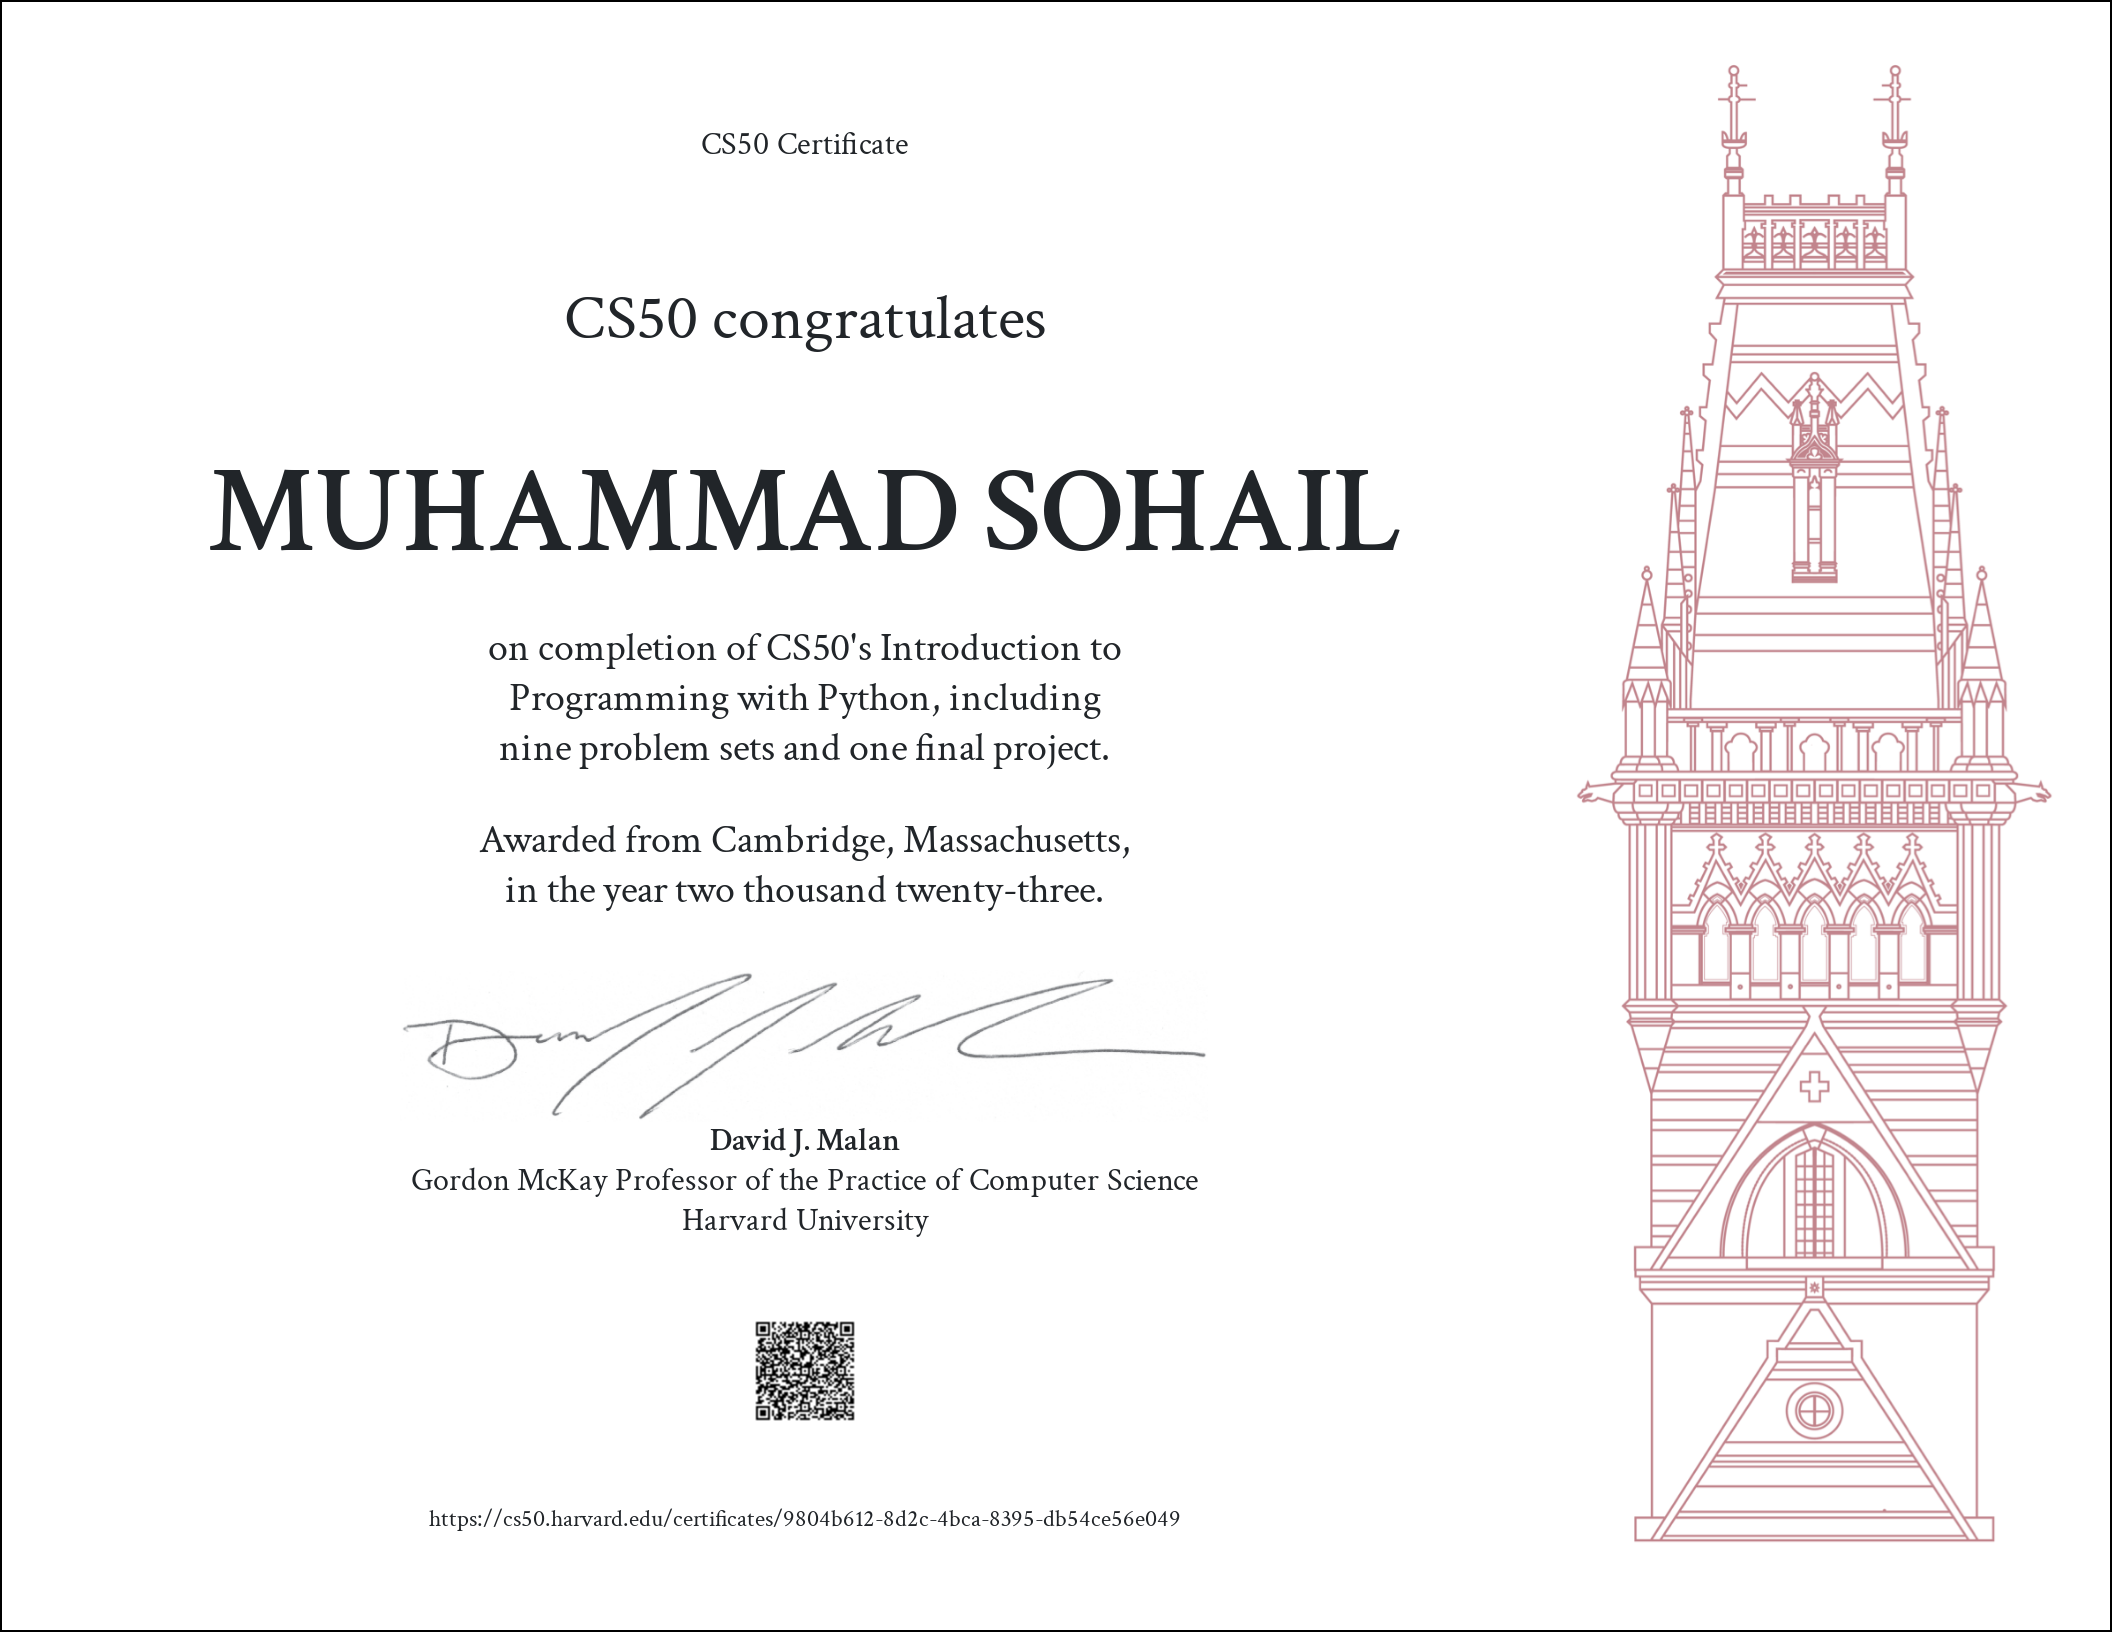 CS50 Certificate
CS50 congratulates
MUHAMMAD SOHAIL
on completion of CS50's Introduction to
Programming with Python, including
nine problem sets and one final project.
Awarded from Cambridge, Massachusetts,
in the year two thousand twenty-three.
David J. Malan
Gordon McKay Professor of the Practice of Computer Science
Harvard University
https://cs50.harvard.edu/certificates/9804b612-8d2c-4bca-8395-db54ce56e049